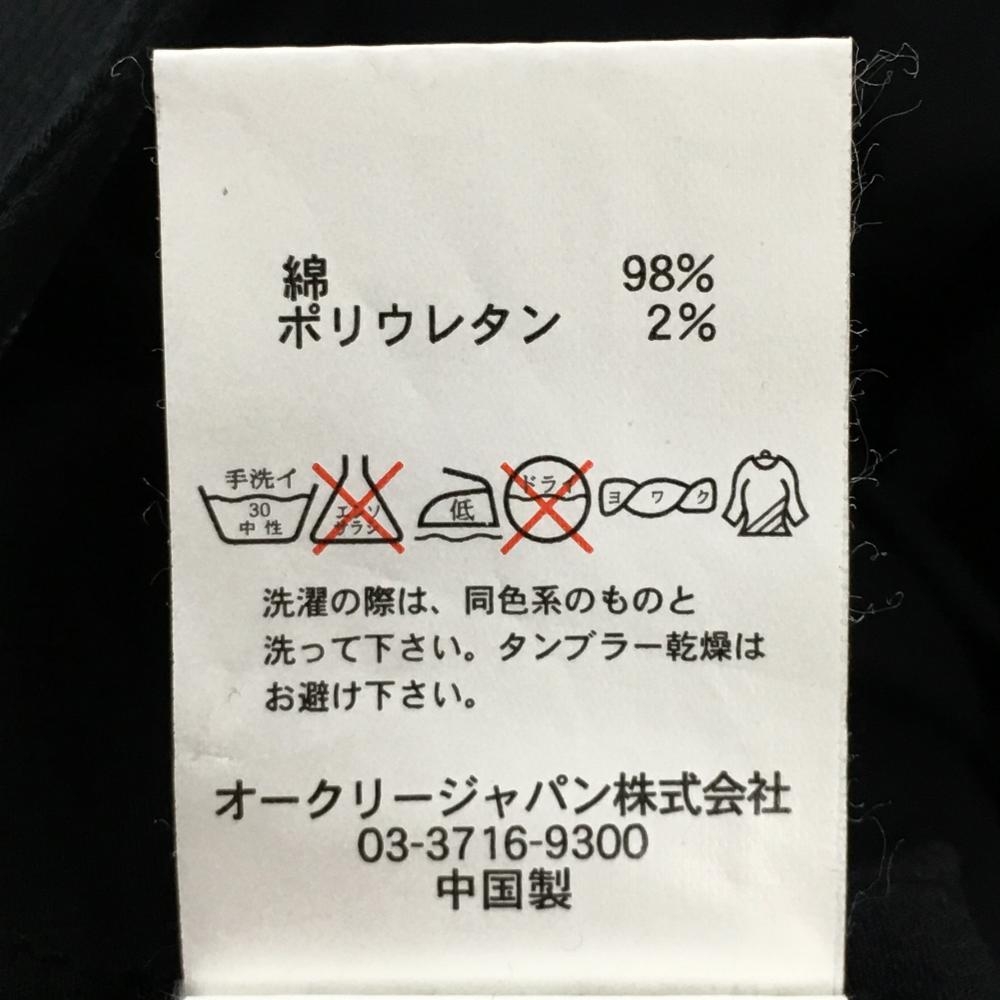 綿 98%
ポリウレタン 2%
手洗イ
30
中性
エンソ
サラシ
低
ドライ
ヨワク
洗濯の際は、同色系のものと
洗って下さい。タンブラー乾燥は
お避け下さい。
オークリージャパン株式会社
03-3716-9300
中国製